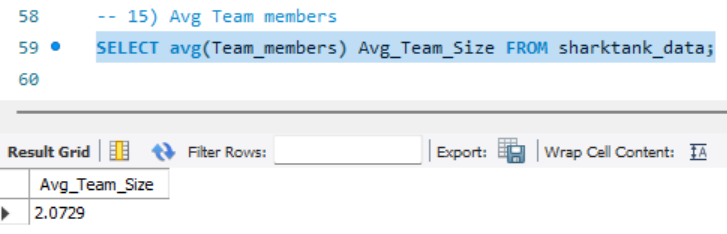 58 -- 15) Avg Team members
59 SELECT avg(Team_members) Avg_Team_Size FROM sharktank_data;
60
Result Grid Filter Rows: Export: Wrap Cell Content: IA
Avg_Team_Size
2.0729